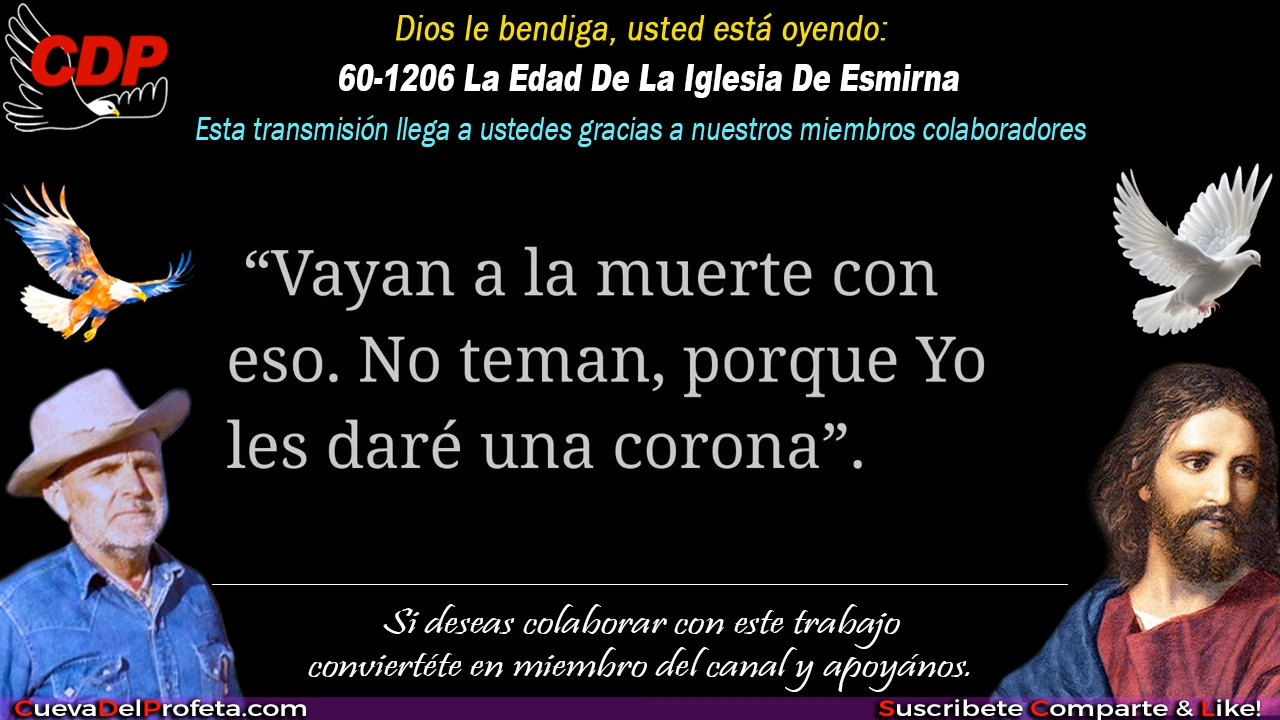 CDP
Dios le bendiga, usted está oyendo:
60-1206 La Edad De La Iglesia De Esmirna
Esta transmisión llega a ustedes gracias a nuestros miembros colaboradores
“Vayan a la muerte con
eso. No teman, porque Yo
les daré una corona”.
Si deseas colaborar con este trabajo
conviertéte en miembro del canal y apoyános.
CuevaDelProfeta.com
Suscribete Comparte & Like!